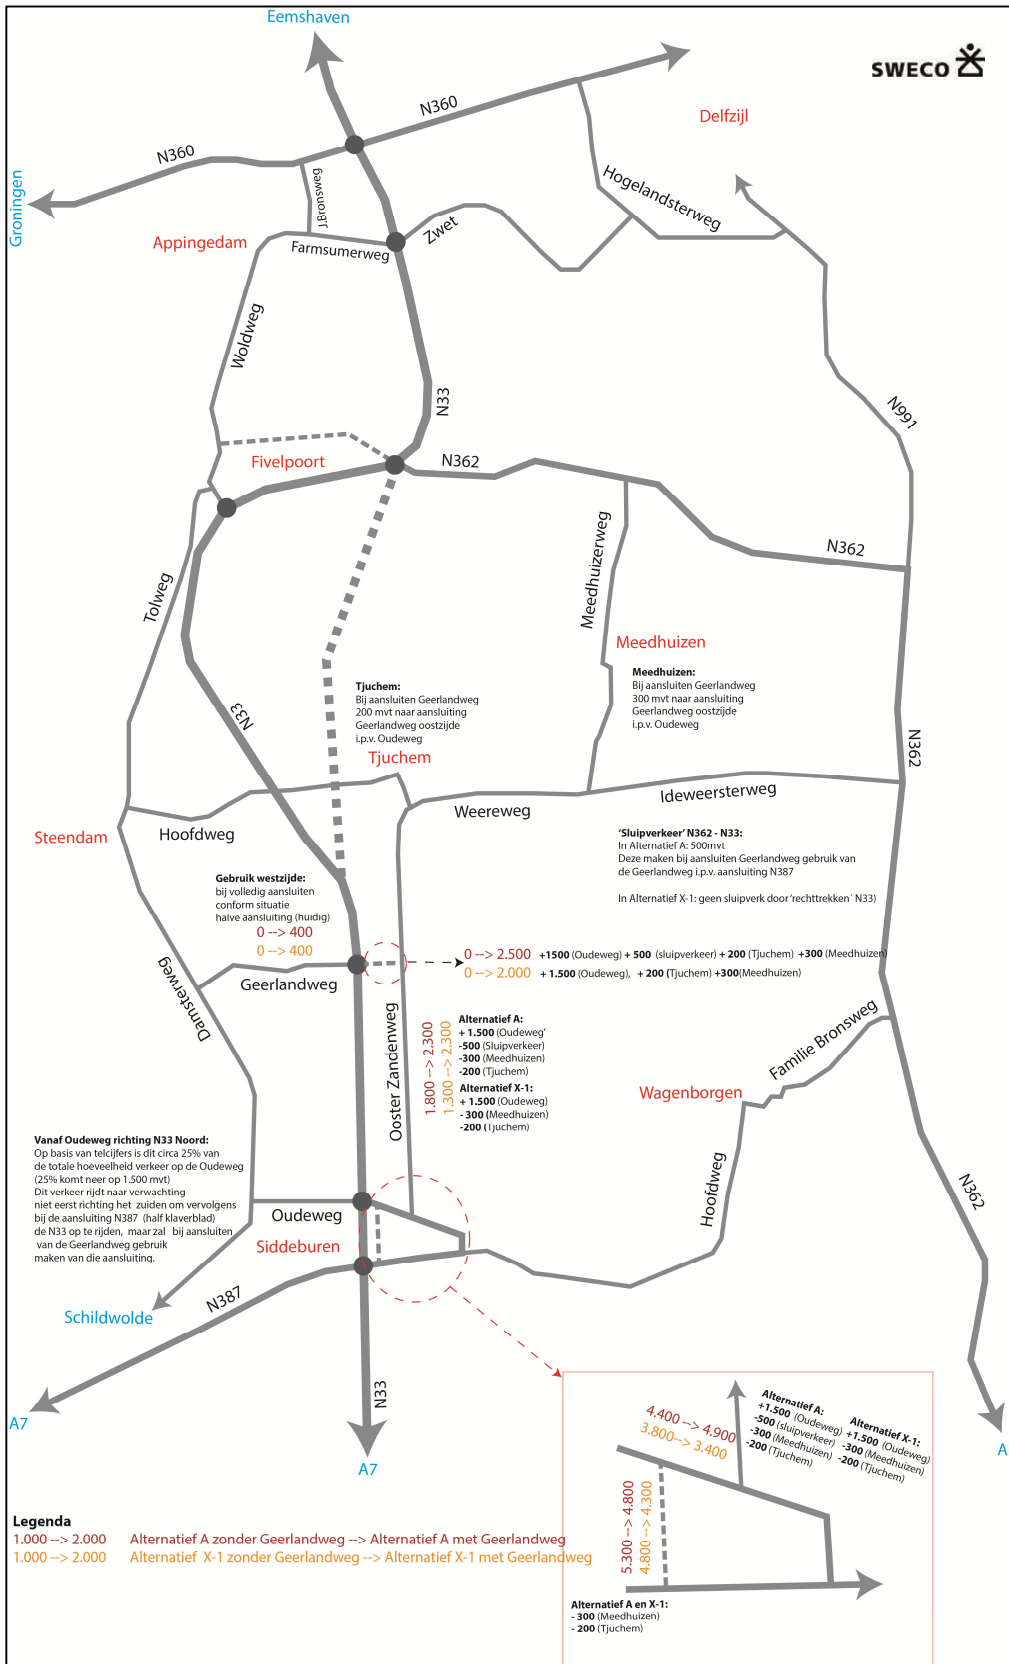 Eemshaven
SWECO
N360
Delfzijl
N360
J.Bronsweg
Hogelandsterweg
Groningen
Appingedam
Farmsumerweg
Zwet
Woldweg
N33
N991
Fivelpoort
N362
N362
Meedhuizerweg
Tolweg
Meedhuizen
Tjuchem:
Bij aansluiten Geerlandweg
200 mvt naar aansluiting
Geerlandweg oostzijde
i.p.v. Oudeweg
Meedhuizen:
Bij aansluiten Geerlandweg
300 mvt naar aansluiting
Geerlandweg oostzijde
i.p.v. Oudeweg
N33
N362
Tjuchem
Weereweg
Ideweersterweg
Steendam
Hoofdweg
'Sluipverkeer' N362 - N33:
In Alternatief A: 500mvt
Deze maken bij aansluiten Geerlandweg gebruik van
de Geerlandweg i.p.v. aansluiting N387
In Alternatief X-1: geen sluipverk door 'rechttrekken' N33)
Gebruik westzijde:
bij volledig aansluiten
conform situatie
halve aansluiting (huidig)
0 --> 400
0 --> 400
0 --> 2.500 +1500 (Oudeweg) + 500 (sluipverkeer) + 200 (Tjuchem) +300 (Meedhuizen)
0 --> 2.000 + 1.500 (Oudeweg), + 200 (Tjuchem) +300(Meedhuizen)
Geerlandweg
Damsterweg
Ooster Zandenweg
1.800 --> 2.300
1.300 --> 2.300
Alternatief A:
+ 1.500 (Oudeweg'
-500 (Sluipverkeer)
-300 (Meedhuizen)
-200 (Tjuchem)
Alternatief X-1:
+ 1.500 (Oudeweg)
- 300 (Meedhuizen)
-200 (Tjuchem)
Familie Bronsweg
Wagenborgen
Hoofdweg
N362
Vanaf Oudeweg richting N33 Noord:
Op basis van telcijfers is dit circa 25% van
de totale hoeveelheid verkeer op de Oudeweg
(25% komt neer op 1.500 mvt)
Dit verkeer rijdt naar verwachting
niet eerst richting het zuiden om vervolgens
bij de aansluiting N387 (half klaverblad)
de N33 op te rijden, maar zal bij aansluiten
van de Geerlandweg gebruik
maken van die aansluiting.
Oudeweg
Siddeburen
Schildwolde
N387
N33
A7
A7
A
4.400 --> 4.900
3.800--> 3.400
Alternatief A:
+1.500 (Oudeweg)
-500 (sluipverkeer)
-300 (Meedhuizen)
-200 (Tjuchem)
Alternatief X-1:
+1.500 (Oudeweg)
-300 (Meedhuizen)
-200 (Tjuchem)
5.300 --> 4.800
4.800 --> 4.300
Alternatief A en X-1:
- 300 (Meedhuizen)
- 200 (Tjuchem)
Legenda
1.000 --> 2.000 Alternatief A zonder Geerlandweg --> Alternatief A met Geerlandweg
1.000 --> 2.000 Alternatief X-1 zonder Geerlandweg --> Alternatief X-1 met Geerlandweg